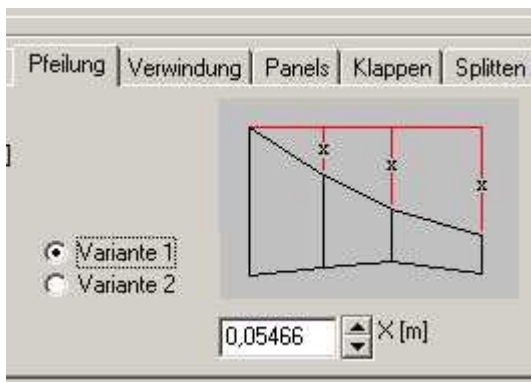 Pfeilung Verwindung Panels Klappen Splitten
]
x x x
Variante 1
Variante 2
0,05466 X [m]